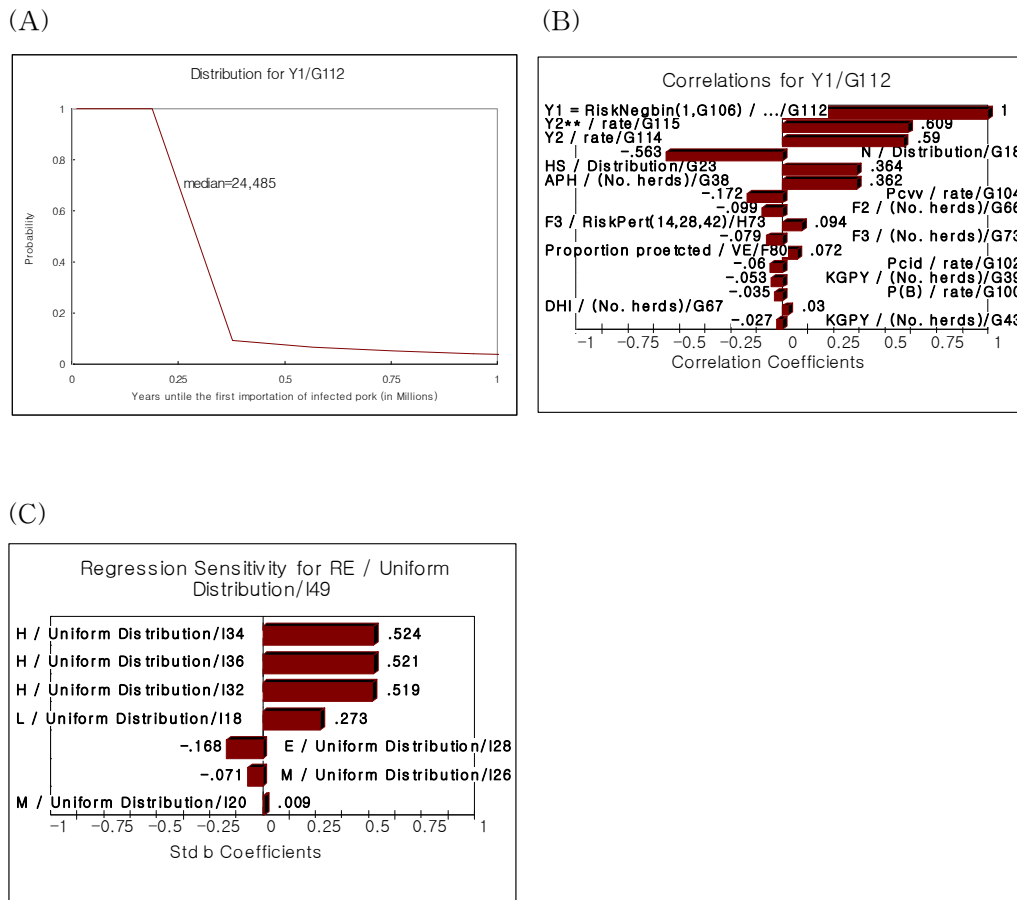 (A)
Distribution for Y1/G112
1
0.8
0.6
0.4
0.2
0
median=24,485
Probability
0
0.25
0.5
0.75
1
Years untile the first importation of infected pork (in Millions)
(B)
Correlations for Y1/G112
Y1 = RiskNegbin(1,G106) / .../G112
1
Y2** / rate/G115
.609
Y2 / rate/G114
.59
-.563
N / Distribution/G18
HS / Distribution/G23
.364
APH / (No. herds)/G38
.362
-.172
Pcvv / rate/G104
-.099
F2 / (No. herds)/G66
F3 / RiskPert(14,28,42)/H73
.094
-.079
F3 / (No. herds)/G73
Proportion proetcted / VE/F80
.072
-.06
Pcid / rate/G102
-.053
KGPY / (No. herds)/G39
-.035
P(B) / rate/G100
DHI / (No. herds)/G67
.03
-.027
KGPY / (No. herds)/G43
-1
-0.75
-0.5
-0.25
0
0.25
0.5
0.75
1
Correlation Coefficients
(C)
Regression Sensitivity for RE / Uniform
Distribution/I49
H / Uniform Distribution/I34
.524
H / Uniform Distribution/I36
.521
H / Uniform Distribution/I32
.519
L / Uniform Distribution/I18
.273
-.168
E / Uniform Distribution/I28
-.071
M / Uniform Distribution/I26
M / Uniform Distribution/I20
.009
-1
-0.75
-0.5
-0.25
0
0.25
0.5
0.75
1
Std b Coefficients